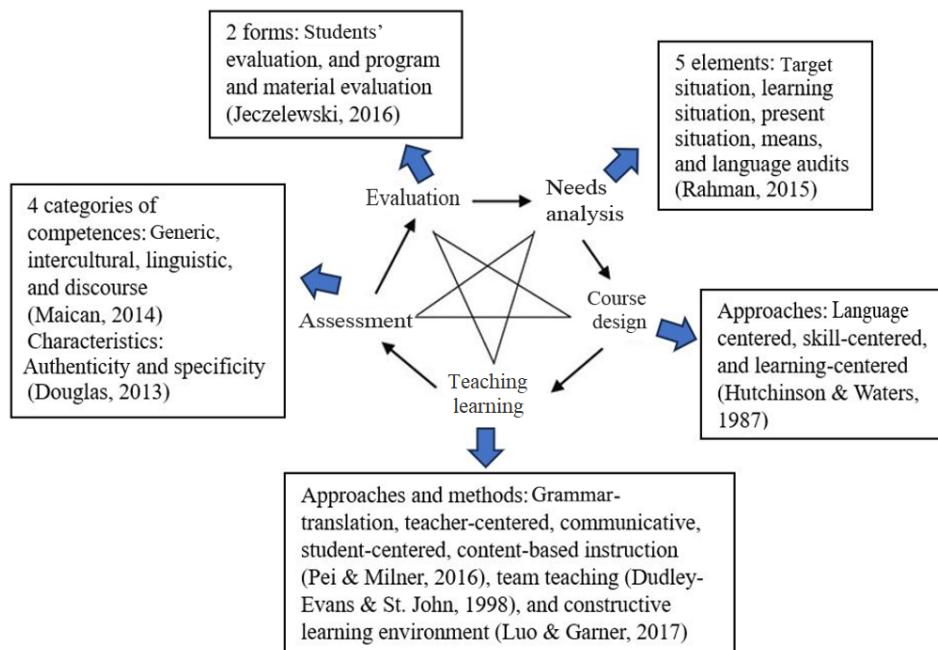 2 forms: Students'
evaluation, and program
and material evaluation
(Jeczelewski, 2016)
5 elements: Target
situation, learning
situation, present
situation, means,
and language audits
(Rahman, 2015)
Evaluation
Needs
analysis
4 categories of
competences: Generic,
intercultural, linguistic,
and discourse
(Maican, 2014)
Characteristics:
Authenticity and specificity
(Douglas, 2013)
Assessment
Course
design
Approaches: Language
centered, skill-centered,
and learning-centered
(Hutchinson & Waters,
1987)
Teaching
learning
Approaches and methods: Grammar-
translation, teacher-centered, communicative,
student-centered, content-based instruction
(Pei & Milner, 2016), team teaching (Dudley-
Evans & St. John, 1998), and constructive
learning environment (Luo & Garner, 2017)